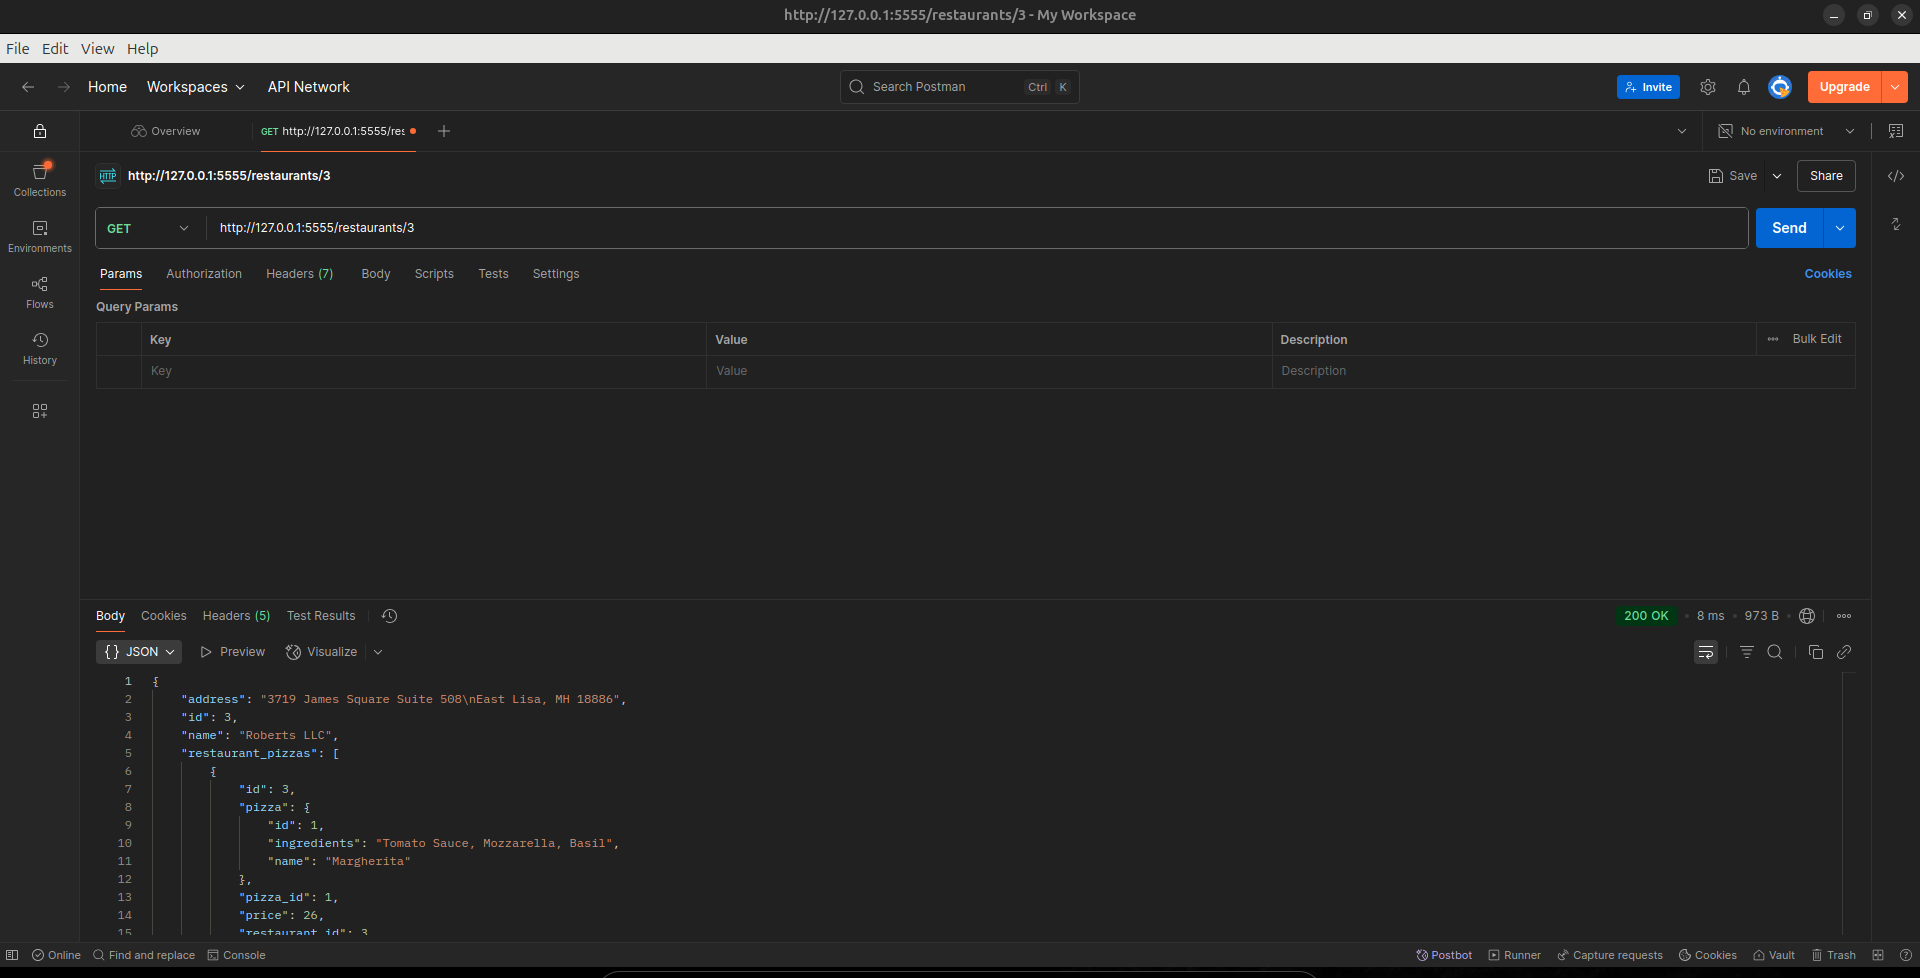 http://127.0.0.1:5555/restaurants/3 - My Workspace
File Edit View Help
Home Workspaces API Network
Search Postman Ctrl K
Invite
Upgrade
Overview
GET http://127.0.0.1:5555/res
No environment
Collections
Environments
Flows
History
HTTP http://127.0.0.1:5555/restaurants/3
Save
Share
GET http://127.0.0.1:5555/restaurants/3
Send
Params Authorization Headers (7) Body Scripts Tests Settings
Cookies
Query Params
Key Value Description Bulk Edit
Key Value Description
Body Cookies Headers (5) Test Results
200 OK 8 ms 973 B
{} JSON Preview Visualize
1 {
2 "address": "3719 James Square Suite 508\nEast Lisa, MH 18886",
3 "id": 3,
4 "name": "Roberts LLC",
5 "restaurant_pizzas": [
6 {
7 "id": 3,
8 "pizza": {
9 "id": 1,
10 "ingredients": "Tomato Sauce, Mozzarella, Basil",
11 "name": "Margherita"
12 },
13 "pizza_id": 1,
14 "price": 26,
15 "restaurant_id": 3
Online Find and replace Console
Postbot Runner Capture requests Cookies Vault Trash